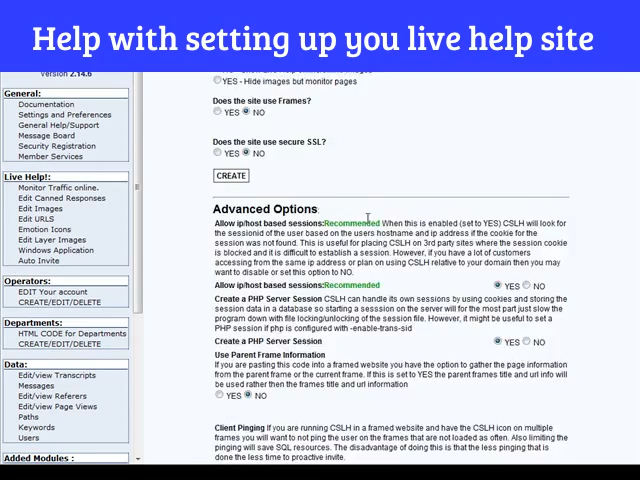 Help with setting up you live help site
Version 2.14.6
General:
Documentation
Settings and Preferences
General Help/Support
Message Board
Security Registration
Member Services
Live Help!:
Monitor Traffic online.
Edit Canned Responses
Edit Images
Edit URLS
Emotion Icons
Edit Layer Images
Windows Application
Auto Invite
Operators:
EDIT Your account
CREATE/EDIT/DELETE
Departments:
HTML CODE for Departments
CREATE/EDIT/DELETE
Data:
Edit/view Transcripts
Messages
Edit/view Referers
Edit/view Page Views
Paths
Keywords
Users
Added Modules :
YES - Hide images but monitor pages
Does the site use Frames?
YES NO
Does the site use secure SSL?
YES NO
CREATE
Advanced Options:
Allow ip/host based sessions:Recommended When this is enabled (set to YES) CSLH will look for
the sessionid of the user based on the users hostname and ip address if the cookie for the
session was not found. This is useful for placing CSLH on 3rd party sites where the session cookie
is blocked and it is difficult to establish a session. However, if you have a lot of customers
accessing from the same ip address or plan on using CSLH relative to your domain then you may
want to disable or set this option to NO.
Allow ip/host based sessions:Recommended YES NO
Create a PHP Server Session CSLH can handle its own sessions by using cookies and storing the
session data in a database so starting a sesssion on the server will for the most part just slow the
program down with file locking/unlocking of the session file. However, it might be useful to set a
PHP session if php is configured with -enable-trans-sid
Create a PHP Server Session YES NO
Use Parent Frame Information
If you are pasting this code into a framed website you have the option to gather the page information
from the parent frame or the current frame. If this is set to YES the parent frames title and url info will
be used rather then the frames title and url information
YES NO
Client Pinging If you are running CSLH in a framed website and have the CSLH icon on multiple
frames you will want to not ping the user on the frames that are not loaded as often. Also limiting the
pinging will save SQL resources. The disadvantage of doing this is that the less pinging that is
done the less time to proactive invite.